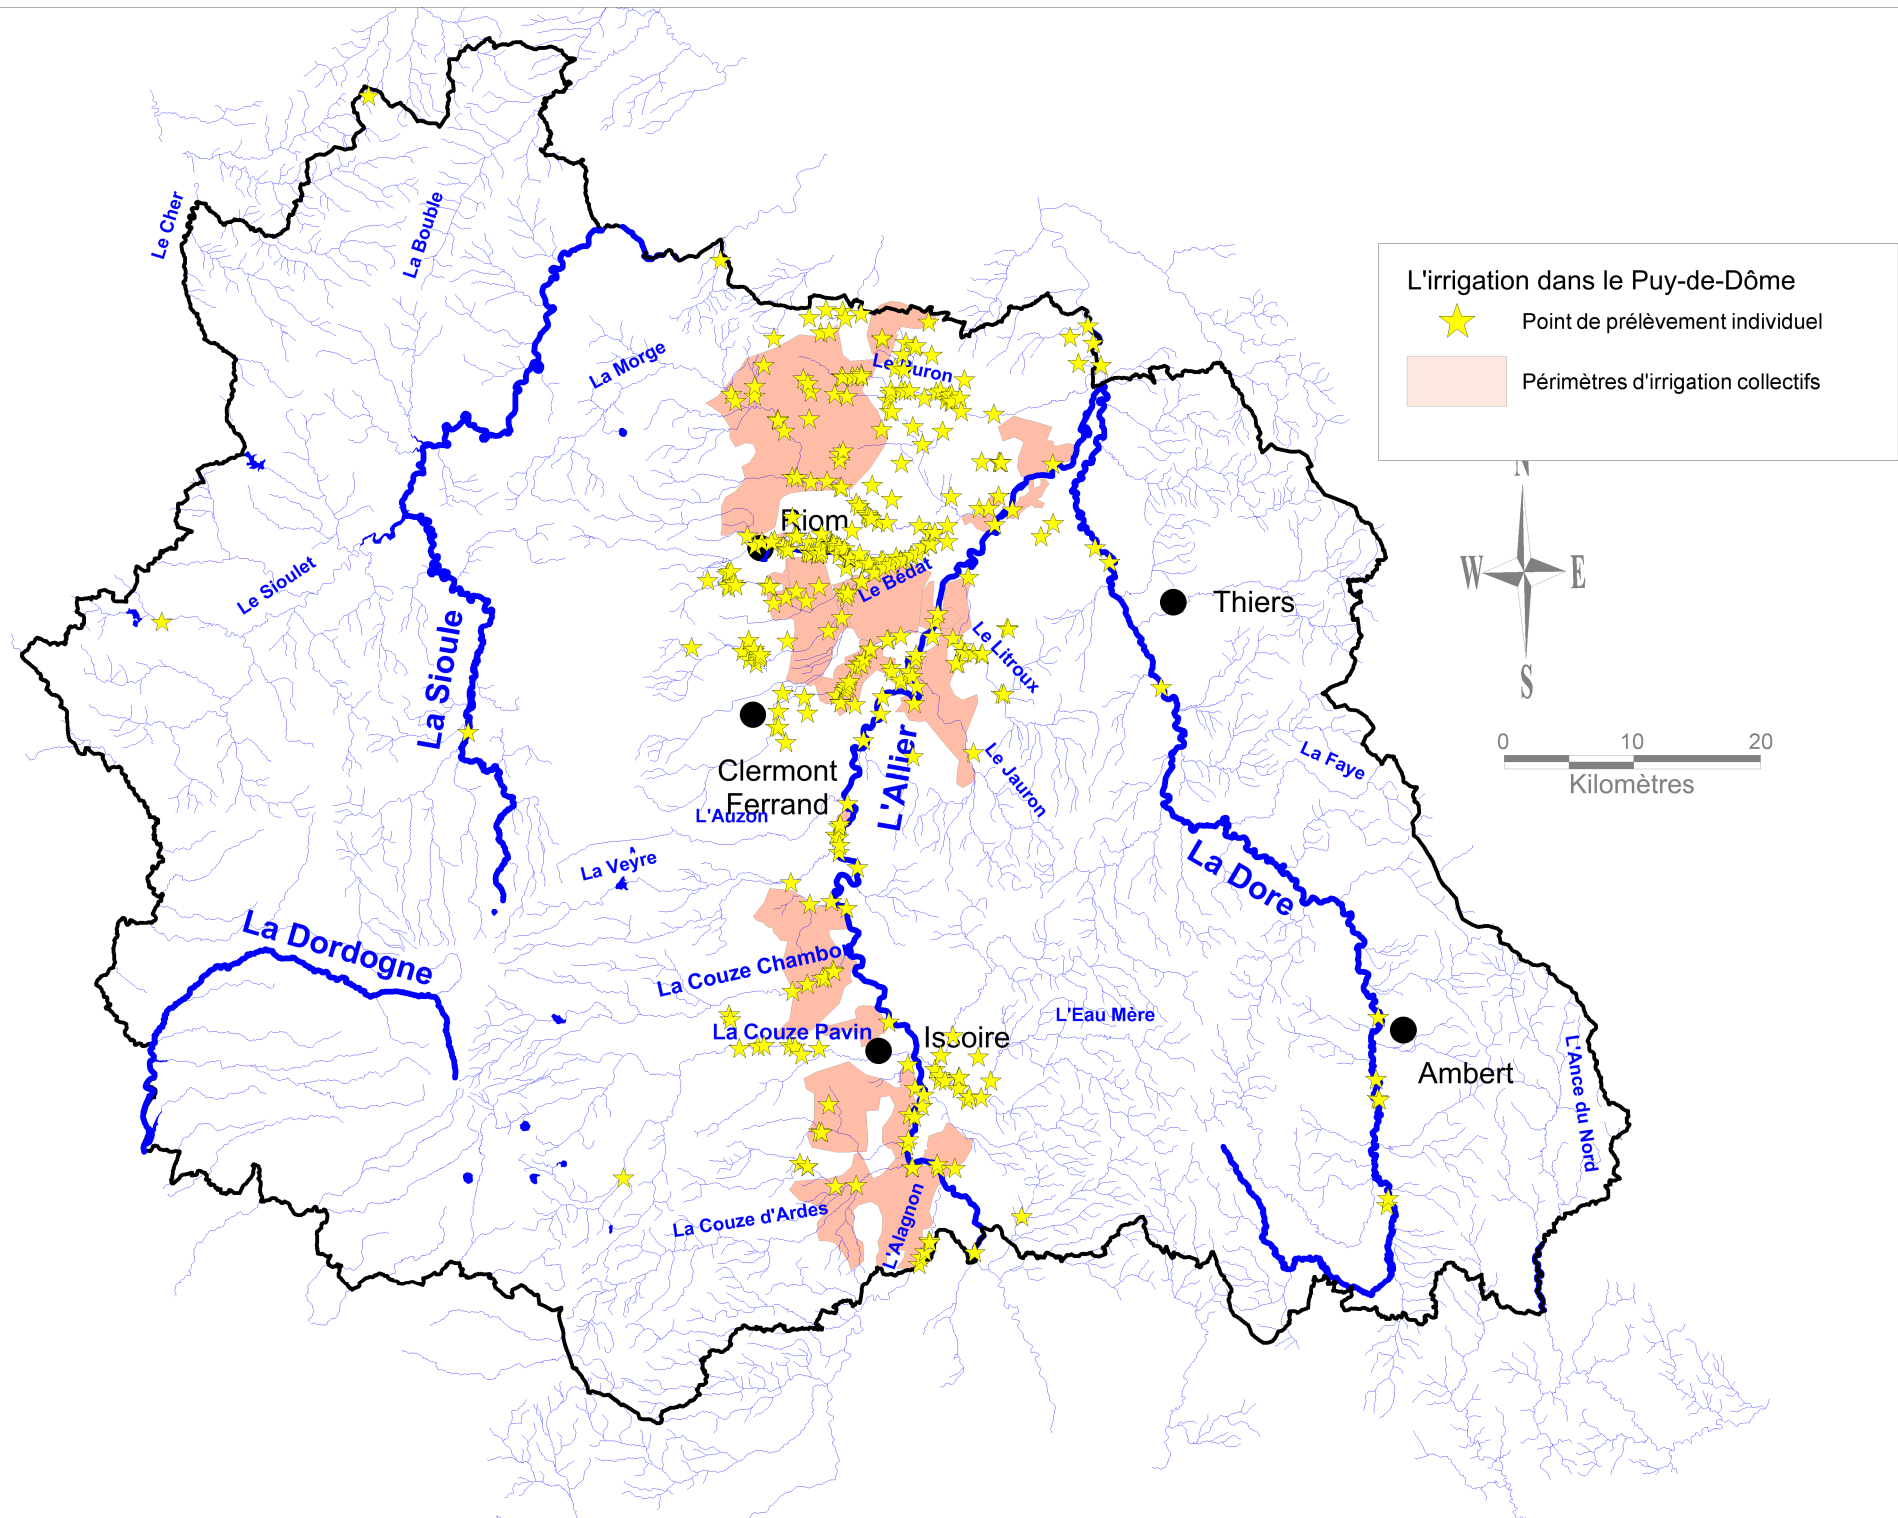 Le Cher
La Bouble
L'irrigation dans le Puy-de-Dôme
Point de prélèvement individuel
Périmètres d'irrigation collectifs
La Morge
Le Buron
N
W
E
S
Riom
Le Sioulet
Le Bédat
Thiers
La Sioule
Le Litroux
0 10 20
Kilomètres
Clermont
Ferrand
L'Allier
Le Jauron
La Faye
L'Auzon
La Veyre
La Dore
La Dordogne
La Couze Chambon
La Couze Pavin
Issoire
L'Eau Mère
Ambert
L'Ance du Nord
La Couze d'Ardes
L'Alagnon